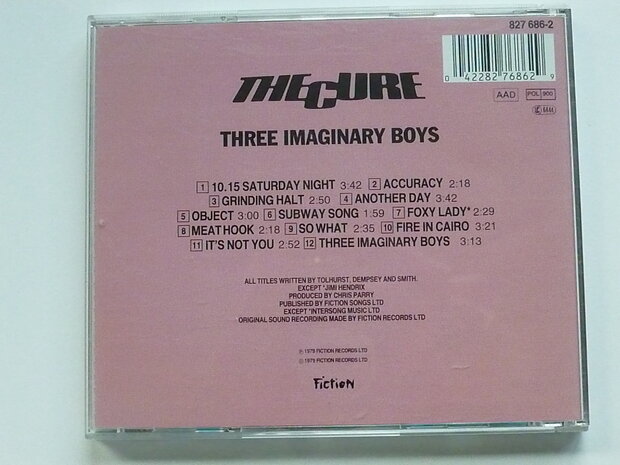 827 686-2
0 42282 76862 9
AAD POL 900
THE CURE
THREE IMAGINARY BOYS
1 10.15 SATURDAY NIGHT 3:42 2 ACCURACY 2:18
3 GRINDING HALT 2:50 4 ANOTHER DAY 3:42
5 OBJECT 3:00 6 SUBWAY SONG 1:59 7 FOXY LADY* 2:29
8 MEATHOOK 2:18 9 SO WHAT 2:35 10 FIRE IN CAIRO 3:21
11 IT'S NOT YOU 2:52 12 THREE IMAGINARY BOYS 3:13
ALL TITLES WRITTEN BY TOLHURST, DEMPSEY AND SMITH.
EXCEPT *JIMI HENDRIX
PRODUCED BY CHRIS PARRY
PUBLISHED BY FICTION SONGS LTD
EXCEPT *INTERSONG MUSIC LTD
ORIGINAL SOUND RECORDING MADE BY FICTION RECORDS LTD
℗ 1979 FICTION RECORDS LTD
© 1979 FICTION RECORDS LTD
Fiction